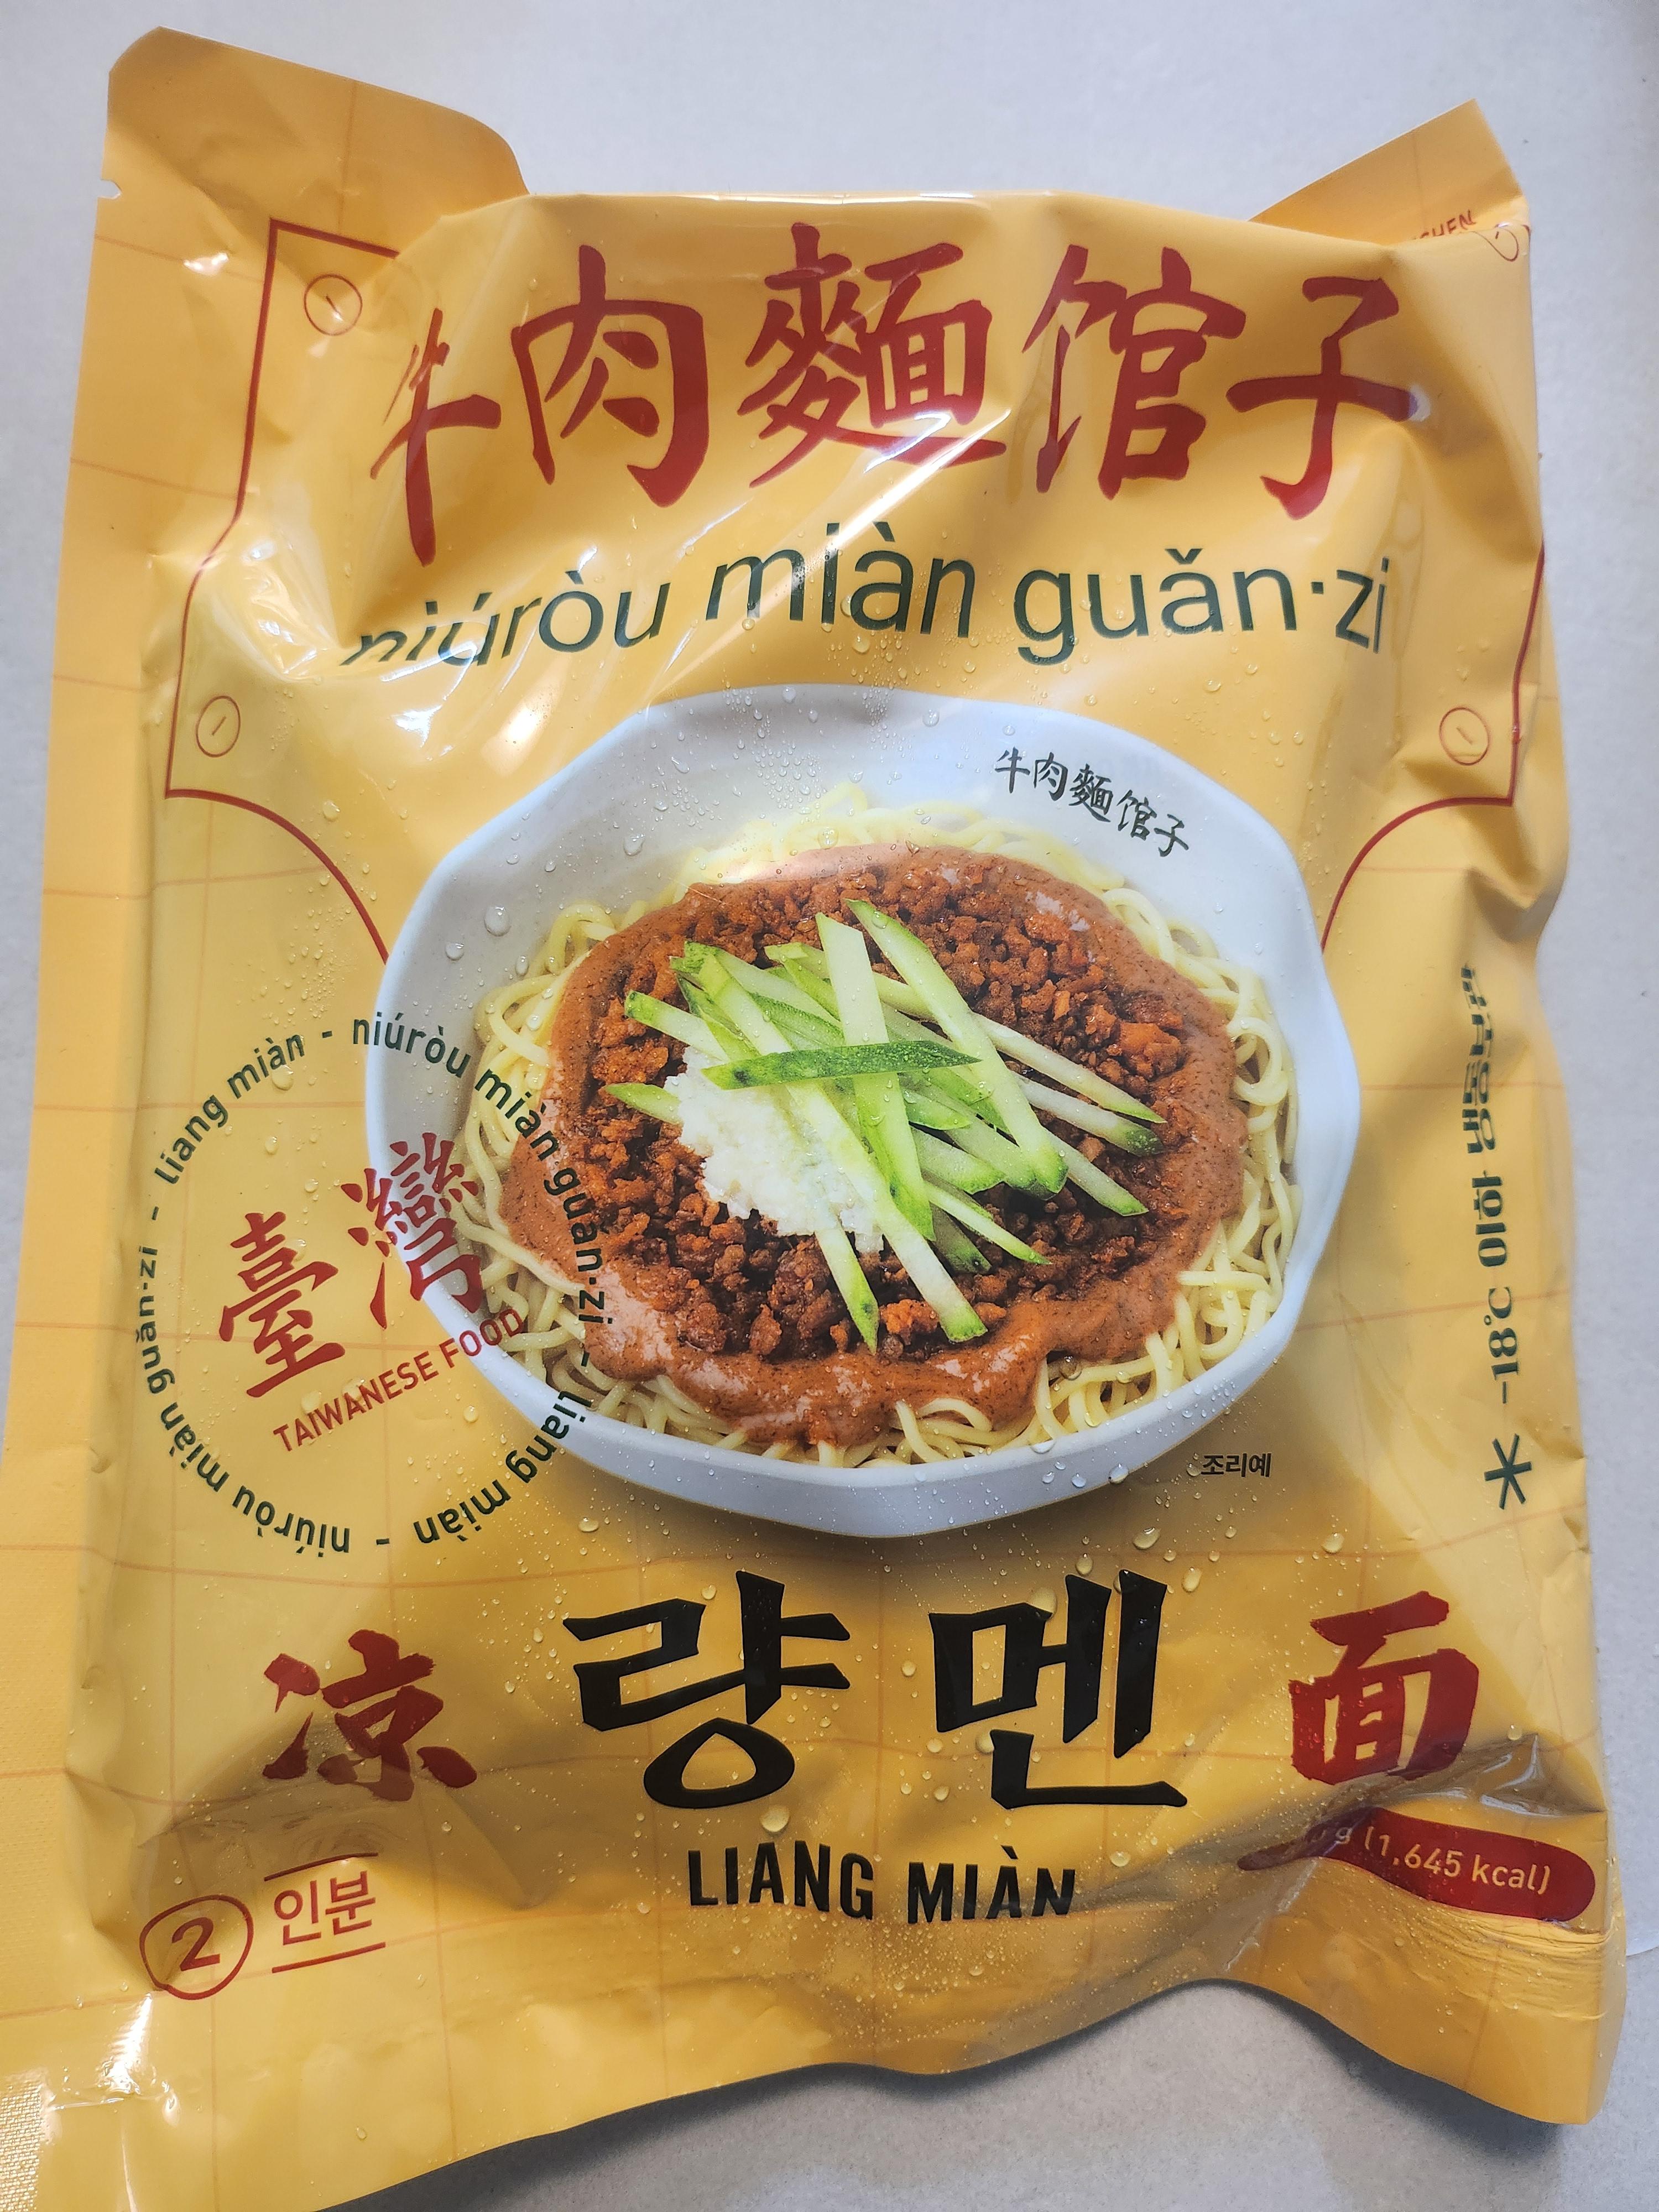 牛肉麵馆子
niúròu miàn guǎn·zi
牛肉麵馆子
niúròu miàn guǎn·zi - liang miàn - niúròu miàn guǎn·zi - liang miàn -
臺灣
TAIWANESE FOOD
-18℃ 이하 냉동보관
조리예
凉 량멘 面
LIANG MIÀN
2 인분
g (1,645 kcal)